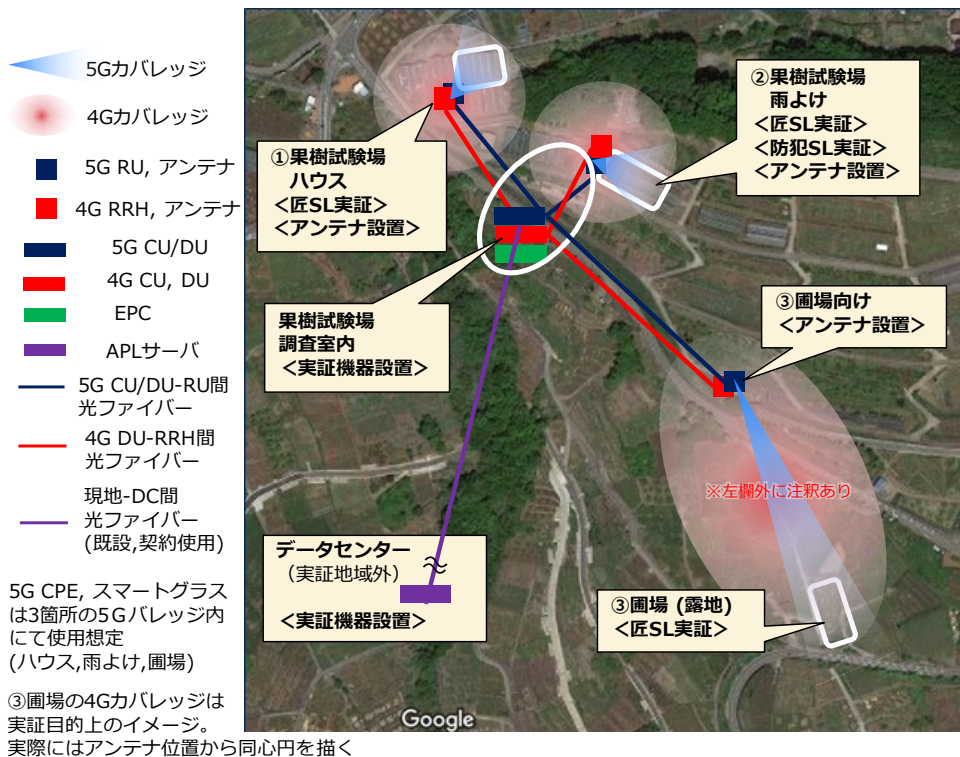 5Gカバレッジ
4Gカバレッジ
5G RU, アンテナ
4G RRH, アンテナ
5G CU/DU
4G CU, DU
EPC
APLサーバ
5G CU/DU-RU間
光ファイバー
4G DU-RRH間
光ファイバー
現地-DC間
光ファイバー
(既設,契約使用)
5G CPE, スマートグラス
は3箇所の5Gバレッジ内
にて使用想定
(ハウス,雨よけ,圃場)
③圃場の4Gカバレッジは
実証目的上のイメージ。
実際にはアンテナ位置から同心円を描く
①果樹試験場
ハウス
<匠SL実証>
<アンテナ設置>
②果樹試験場
雨よけ
<匠SL実証>
<防犯SL実証>
<アンテナ設置>
果樹試験場
調査室内
<実証機器設置>
③圃場向け
<アンテナ設置>
※左欄外に注釈あり
データセンター
（実証地域外）
<実証機器設置>
③圃場 (露地)
<匠SL実証>
Google